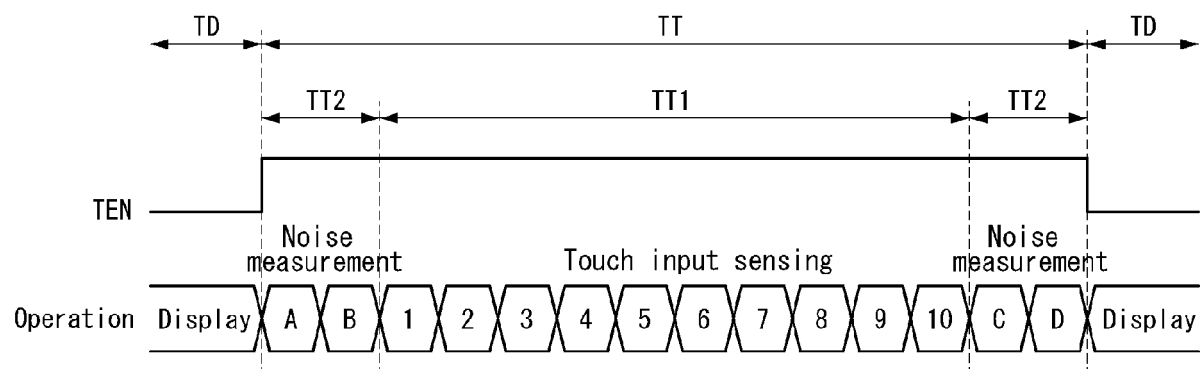 TD TT TD
TT2 TT1 TT2
TEN
Noise measurement Touch input sensing Noise measurement
Operation Display A B 1 2 3 4 5 6 7 8 9 10 C D Display